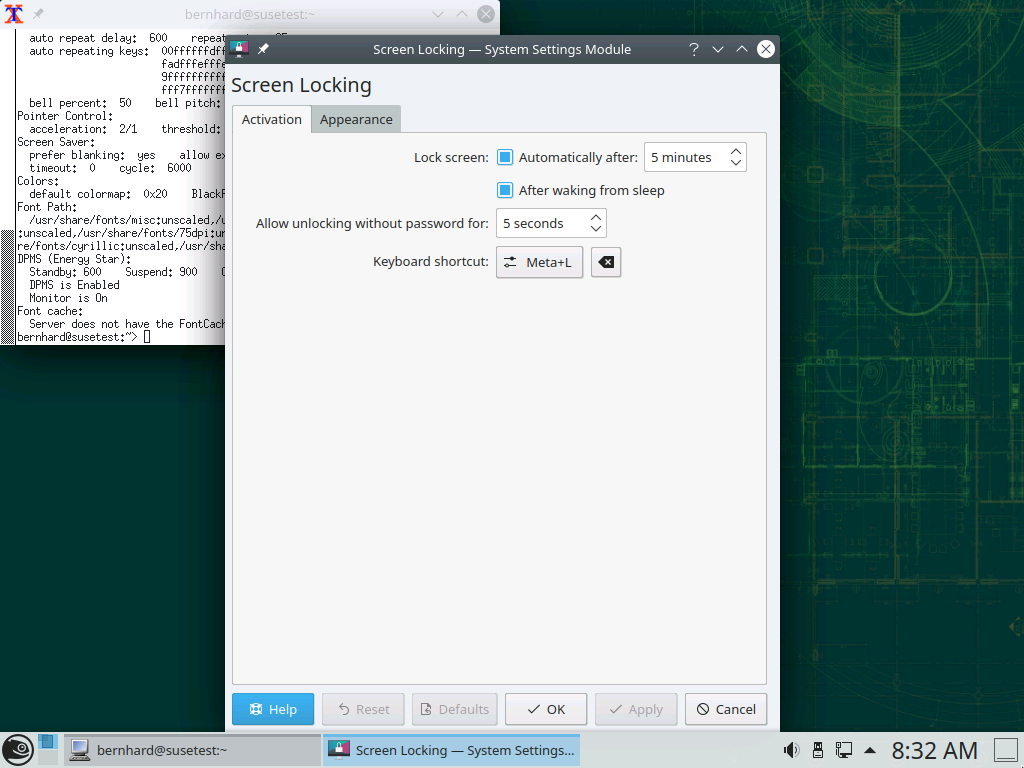 bernhard@susetest:~
auto repeat delay: 600
auto repeating keys: 00ffffffdff
fadfffefffe
9ffffffffff
fff7fffffff
bell percent: 50 bell pitch:
Pointer Control:
acceleration: 2/1 threshold:
Screen Saver:
prefer blanking: yes allow ex
timeout: 0 cycle: 6000
Colors:
default colormap: 0x20 BlackP
Font Path:
/usr/share/fonts/misc:unscaled,/u
:unscaled,/usr/share/fonts/75dpi:un
re/fonts/cyrillic:unscaled,/usr/sha
DPMS (Energy Star):
Standby: 600 Suspend: 900
DPMS is Enabled
Monitor is On
Font cache:
Server does not have the FontCach
bernhard@susetest:~>
Screen Locking — System Settings Module
Screen Locking
Activation Appearance
Lock screen: Automatically after: 5 minutes
After waking from sleep
Allow unlocking without password for: 5 seconds
Keyboard shortcut: Meta+L
Help Reset Defaults OK Apply Cancel
bernhard@susetest:~ Screen Locking — System Settings... 8:32 AM